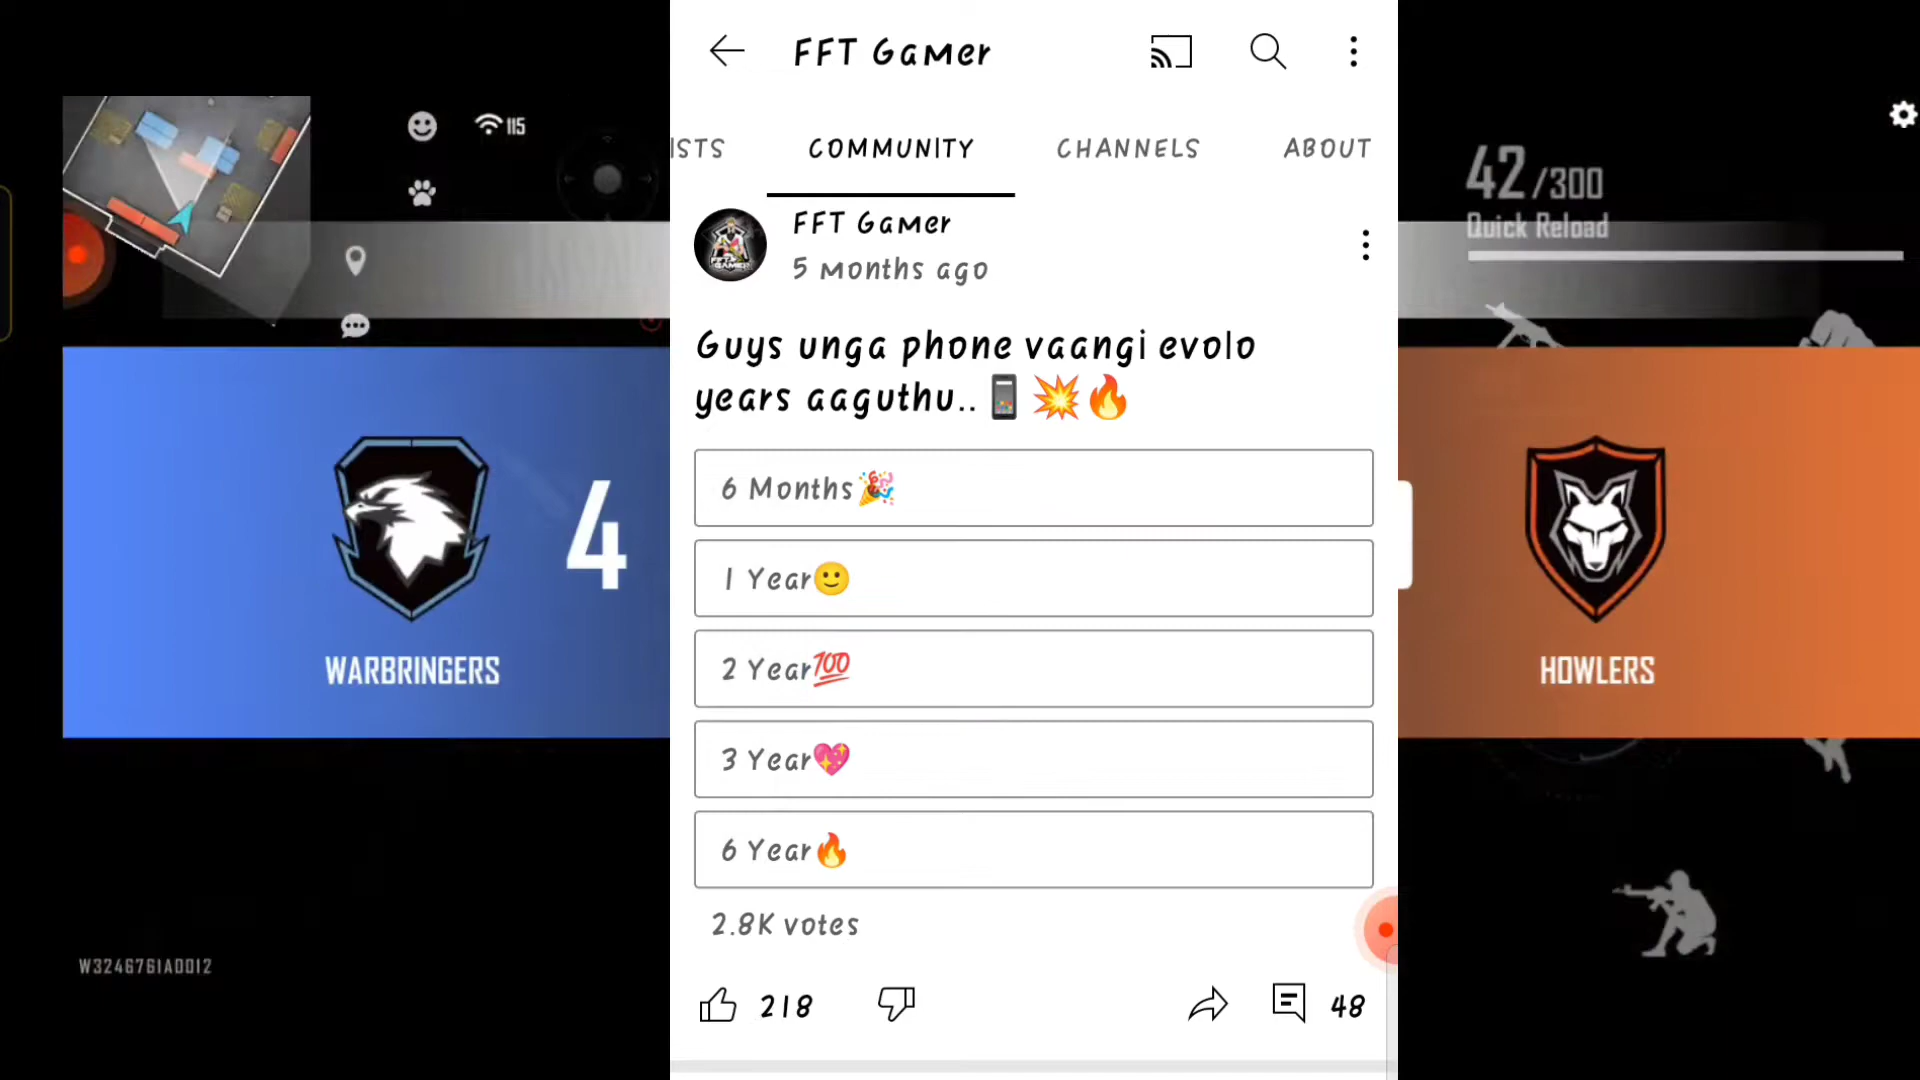 FFT Gamer
ISTS COMMUNITY CHANNELS ABOUT
FFT Gamer
5 months ago
Guys unga phone vaangi evolo
years aaguthu..📱💥🔥
6 Months🎉
1 Year🙂
2 Year💯
3 Year💖
6 Year🔥
2.8K votes
218
48
115
42/300
Quick Reload
4
WARBRINGERS
HOWLERS
W3246761AD012